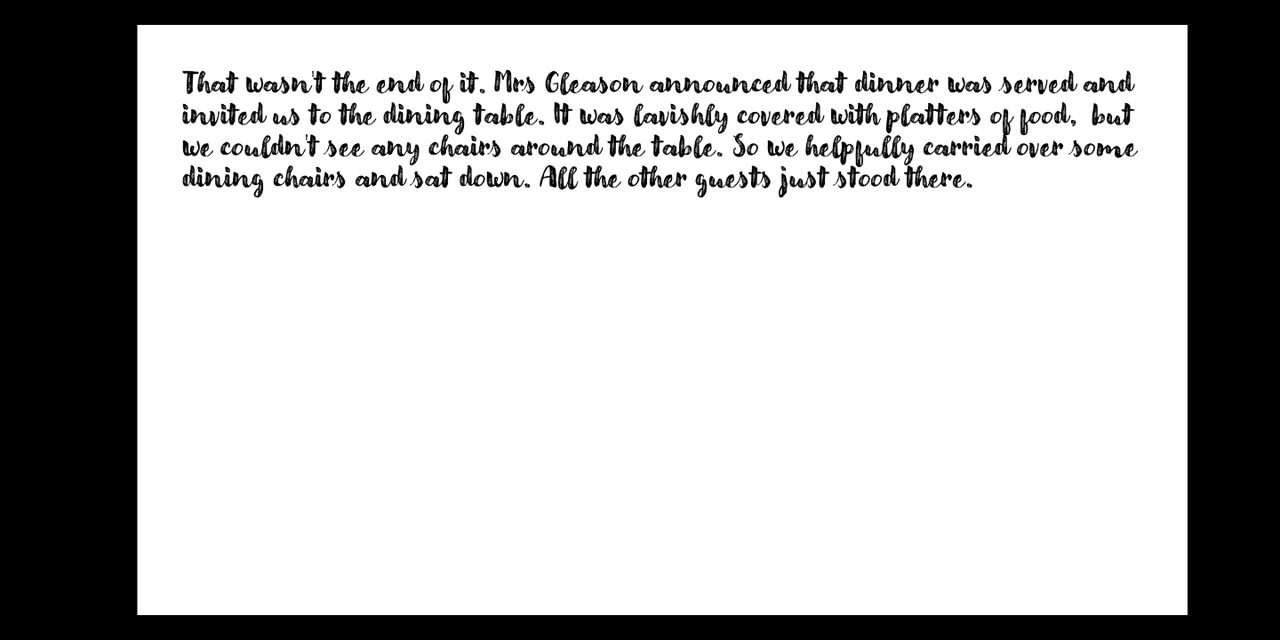 That wasn't the end of it. Mrs Gleason announced that dinner was served and
invited us to the dining table. It was lavishly covered with platters of food, but
we couldn't see any chairs around the table. So we helpfully carried over some
dining chairs and sat down. All the other guests just stood there.